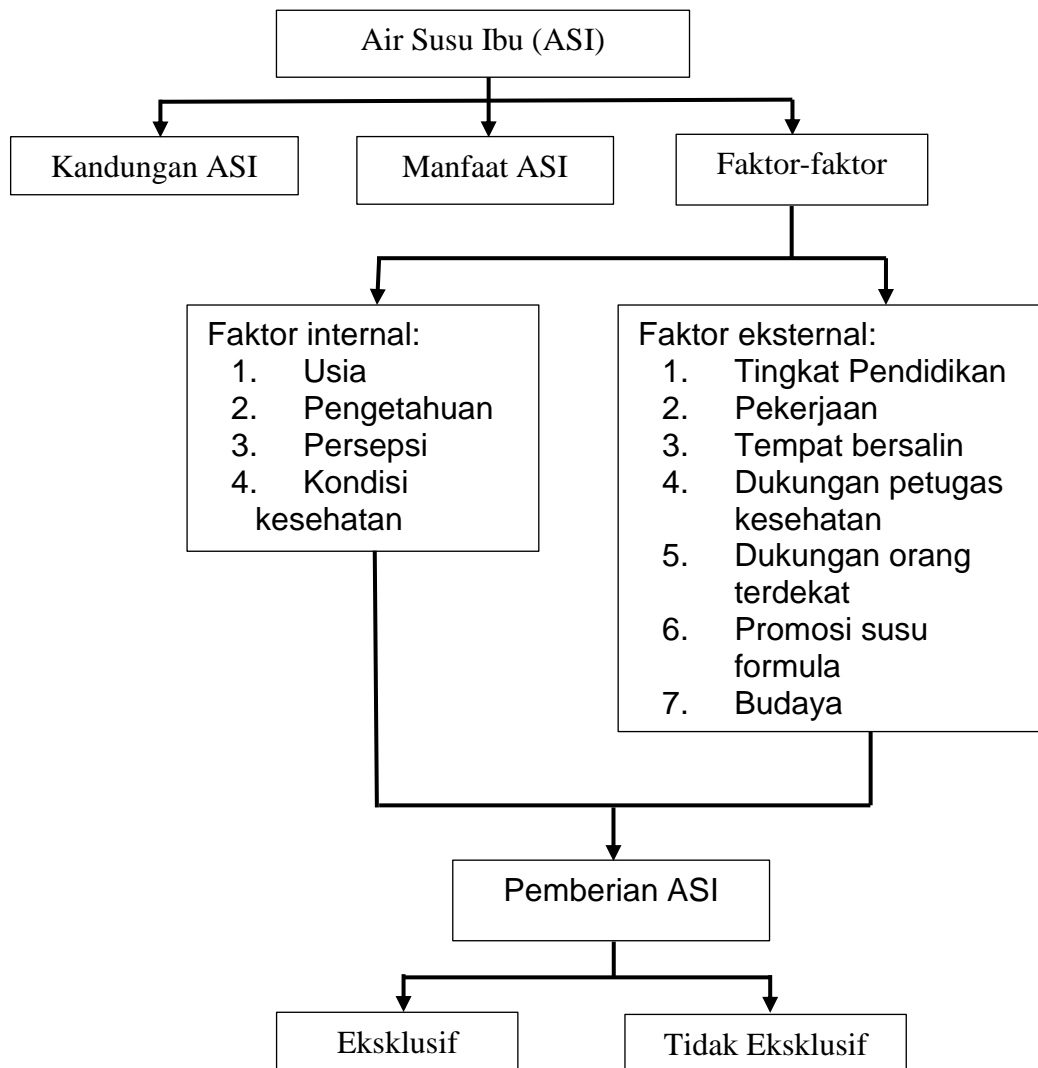 Air Susu Ibu (ASI)
Kandungan ASI
Manfaat ASI
Faktor-faktor
Faktor internal:
1. Usia
2. Pengetahuan
3. Persepsi
4. Kondisi
kesehatan
Faktor eksternal:
1. Tingkat Pendidikan
2. Pekerjaan
3. Tempat bersalin
4. Dukungan petugas
kesehatan
5. Dukungan orang
terdekat
6. Promosi susu
formula
7. Budaya
Pemberian ASI
Eksklusif
Tidak Eksklusif